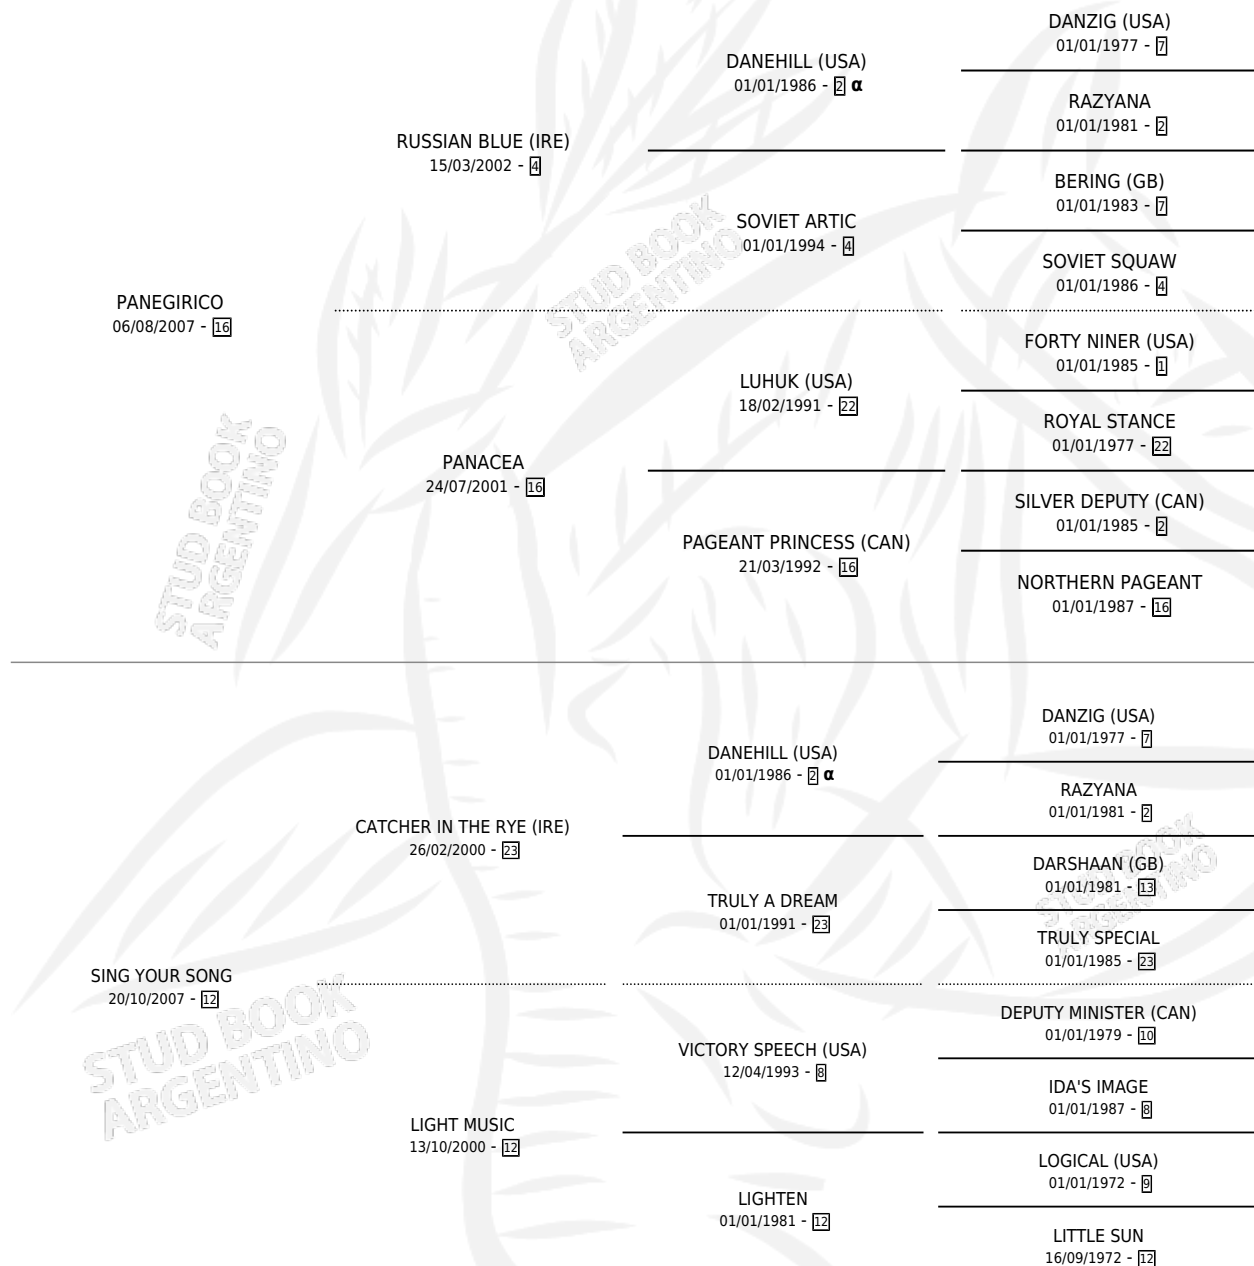 DANZIG (USA)
01/01/1977 - 7
DANEHILL (USA)
01/01/1986 - 2 α
RAZYANA
01/01/1981 - 2
RUSSIAN BLUE (IRE)
15/03/2002 - 4
BERING (GB)
01/01/1983 - 7
SOVIET ARTIC
01/01/1994 - 4
SOVIET SQUAW
01/01/1986 - 4
PANEGIRICO
06/08/2007 - 16
FORTY NINER (USA)
01/01/1985 - 1
LUHUK (USA)
18/02/1991 - 22
ROYAL STANCE
01/01/1977 - 22
PANACEA
24/07/2001 - 16
SILVER DEPUTY (CAN)
01/01/1985 - 2
PAGEANT PRINCESS (CAN)
21/03/1992 - 16
NORTHERN PAGEANT
01/01/1987 - 16
STUD BOOK
ARGENTINO
STUD BOOK
ARGENTINO
DANZIG (USA)
01/01/1977 - 7
DANEHILL (USA)
01/01/1986 - 2 α
RAZYANA
01/01/1981 - 2
CATCHER IN THE RYE (IRE)
26/02/2000 - 23
DARSHAAN (GB)
01/01/1981 - 13
TRULY A DREAM
01/01/1991 - 23
TRULY SPECIAL
01/01/1985 - 23
SING YOUR SONG
20/10/2007 - 12
DEPUTY MINISTER (CAN)
01/01/1979 - 10
VICTORY SPEECH (USA)
12/04/1993 - 8
IDA'S IMAGE
01/01/1987 - 8
LIGHT MUSIC
13/10/2000 - 12
LOGICAL (USA)
01/01/1972 - 9
LIGHTEN
01/01/1981 - 12
LITTLE SUN
16/09/1972 - 12
STUD BOOK
ARGENTINO
STUD BOOK
ARGENTINO